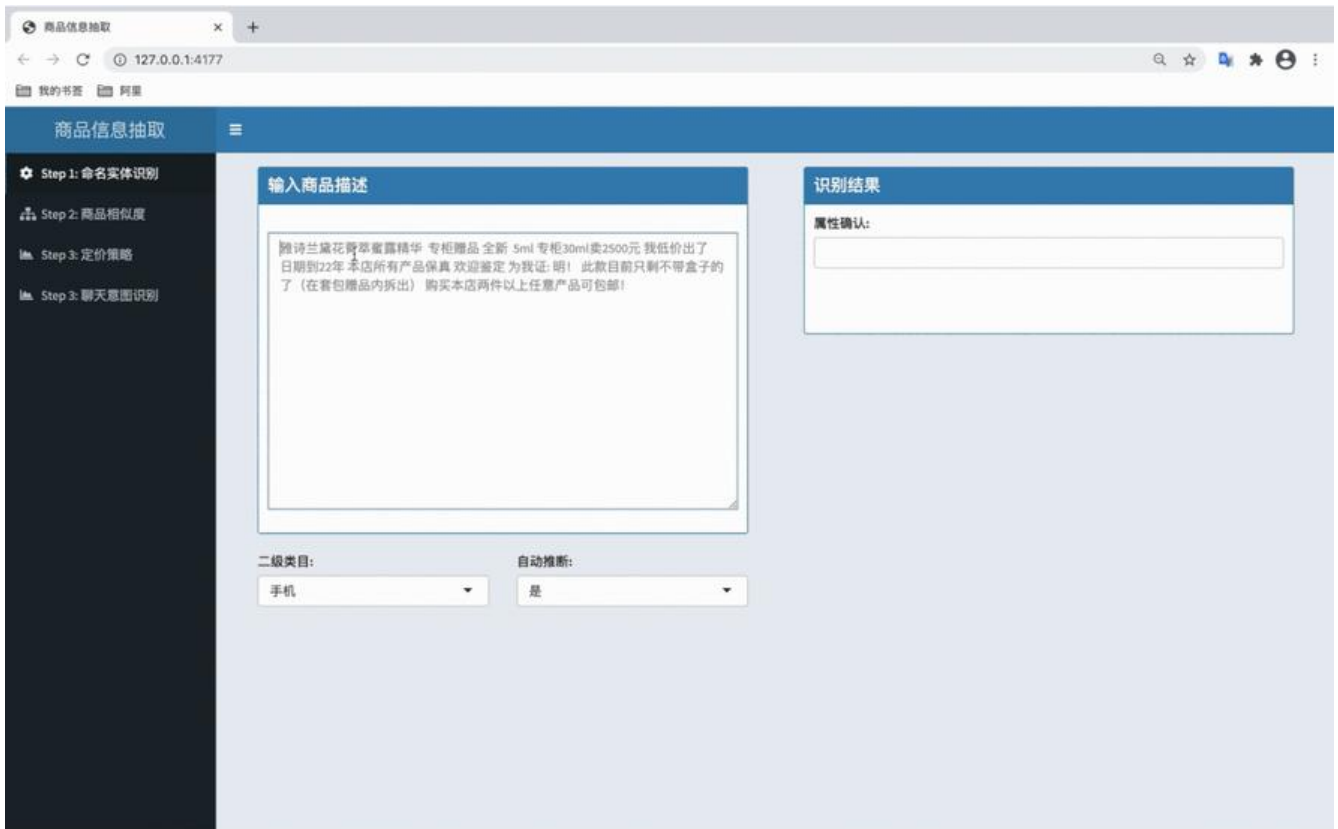 商品信息抽取
127.0.0.1:4177
我的书签 阿里
商品信息抽取
Step 1: 命名实体识别
Step 2: 商品相似度
Step 3: 定价策略
Step 3: 聊天意图识别
输入商品描述
雅诗兰黛花菁萃蜜露精华 专柜赠品 全新 5ml 专柜30ml卖2500元 我低价出了
日期到22年 本店所有产品保真 欢迎鉴定 为我证: 明! 此款目前只剩不带盒子的
了(在套包赠品内拆出) 购买本店两件以上任意产品可包邮!
二级类目:
手机
自动推断:
是
识别结果
属性确认: